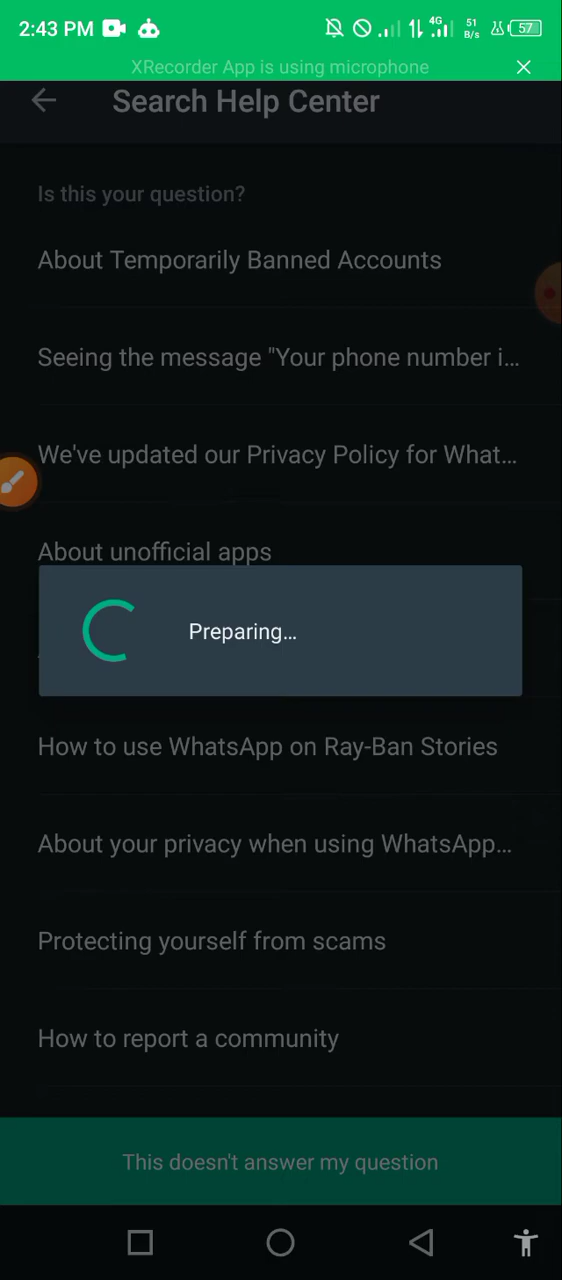 2:43 PM 4G 51 B/s 57
XRecorder App is using microphone
Search Help Center
Is this your question?
About Temporarily Banned Accounts
Seeing the message "Your phone number i...
We've updated our Privacy Policy for What...
About unofficial apps
Preparing...
How to use WhatsApp on Ray-Ban Stories
About your privacy when using WhatsApp...
Protecting yourself from scams
How to report a community
This doesn't answer my question